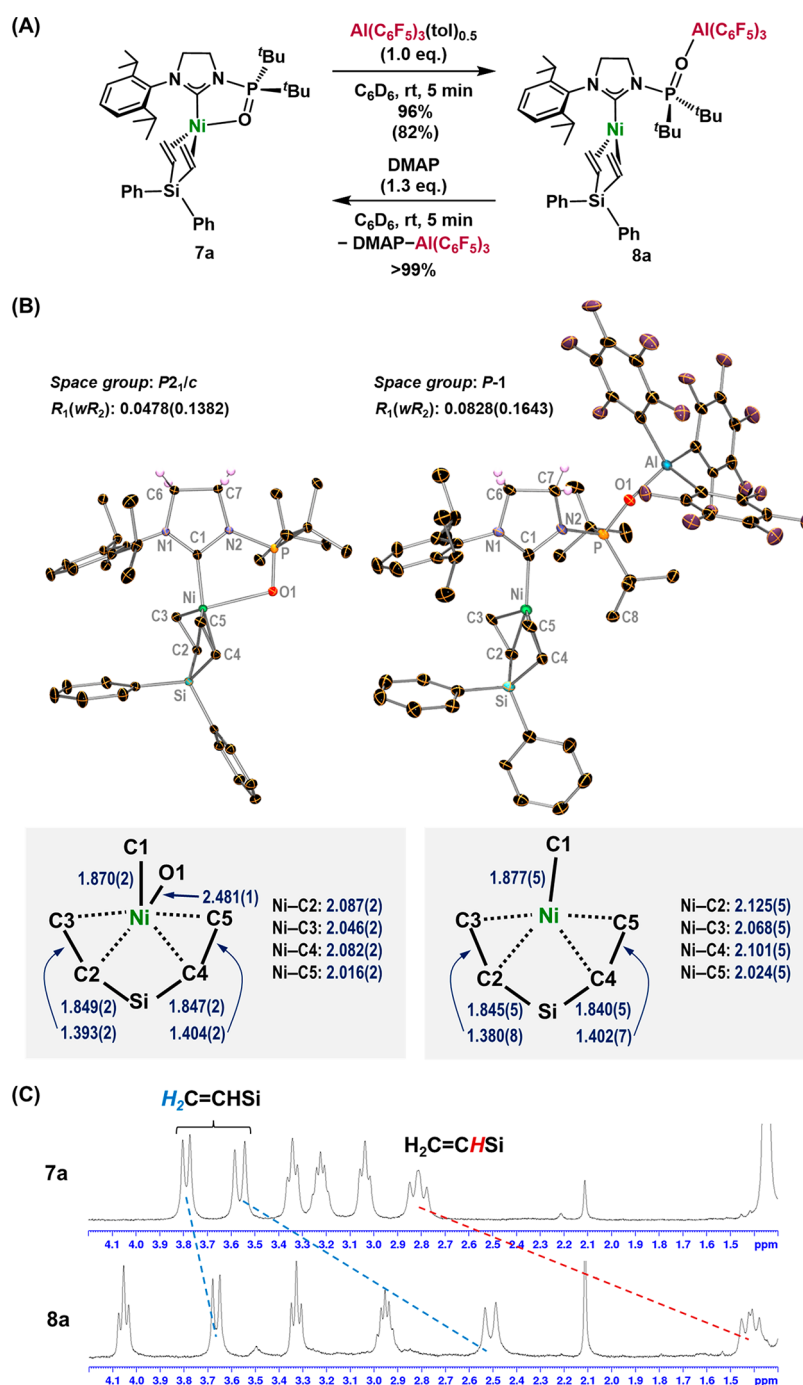 (A)
Al(C6F5)3(tol)0.5
(1.0 eq.)
C6D6, rt, 5 min
96%
(82%)
DMAP
(1.3 eq.)
C6D6, rt, 5 min
− DMAP−Al(C6F5)3
>99%
N
N
P
tBu
tBu
O
Ni
Si
Ph
Ph
7a
Al(C6F5)3
O
N
N
P
tBu
tBu
Ni
Si
Ph
Ph
8a
(B)
Space group: P21/c
R1(wR2): 0.0478(0.1382)
Space group: P-1
R1(wR2): 0.0828(0.1643)
C6
C7
N1
C1
N2
P
Ni
O1
C3
C5
C2
C4
Si
Al
O1
C6
C7
N1
C1
N2
P
Ni
C3
C5
C8
C2
C4
Si
C1
O1
1.870(2)
2.481(1)
Ni
C3
C5
C2
C4
Si
1.849(2)
1.847(2)
1.393(2)
1.404(2)
Ni–C2: 2.087(2)
Ni–C3: 2.046(2)
Ni–C4: 2.082(2)
Ni–C5: 2.016(2)
C1
1.877(5)
Ni
C3
C5
C2
C4
Si
1.845(5)
1.840(5)
1.380(8)
1.402(7)
Ni–C2: 2.125(5)
Ni–C3: 2.068(5)
Ni–C4: 2.101(5)
Ni–C5: 2.024(5)
(C)
H2C=CHSi
H2C=CHSi
7a
4.1 4.0 3.9 3.8 3.7 3.6 3.5 3.4 3.3 3.2 3.1 3.0 2.9 2.8 2.7 2.6 2.5 2.4 2.3 2.2 2.1 2.0 1.9 1.8 1.7 1.6 1.5 ppm
8a
4.1 4.0 3.9 3.8 3.7 3.6 3.5 3.4 3.3 3.2 3.1 3.0 2.9 2.8 2.7 2.6 2.5 2.4 2.3 2.2 2.1 2.0 1.9 1.8 1.7 1.6 1.5 ppm